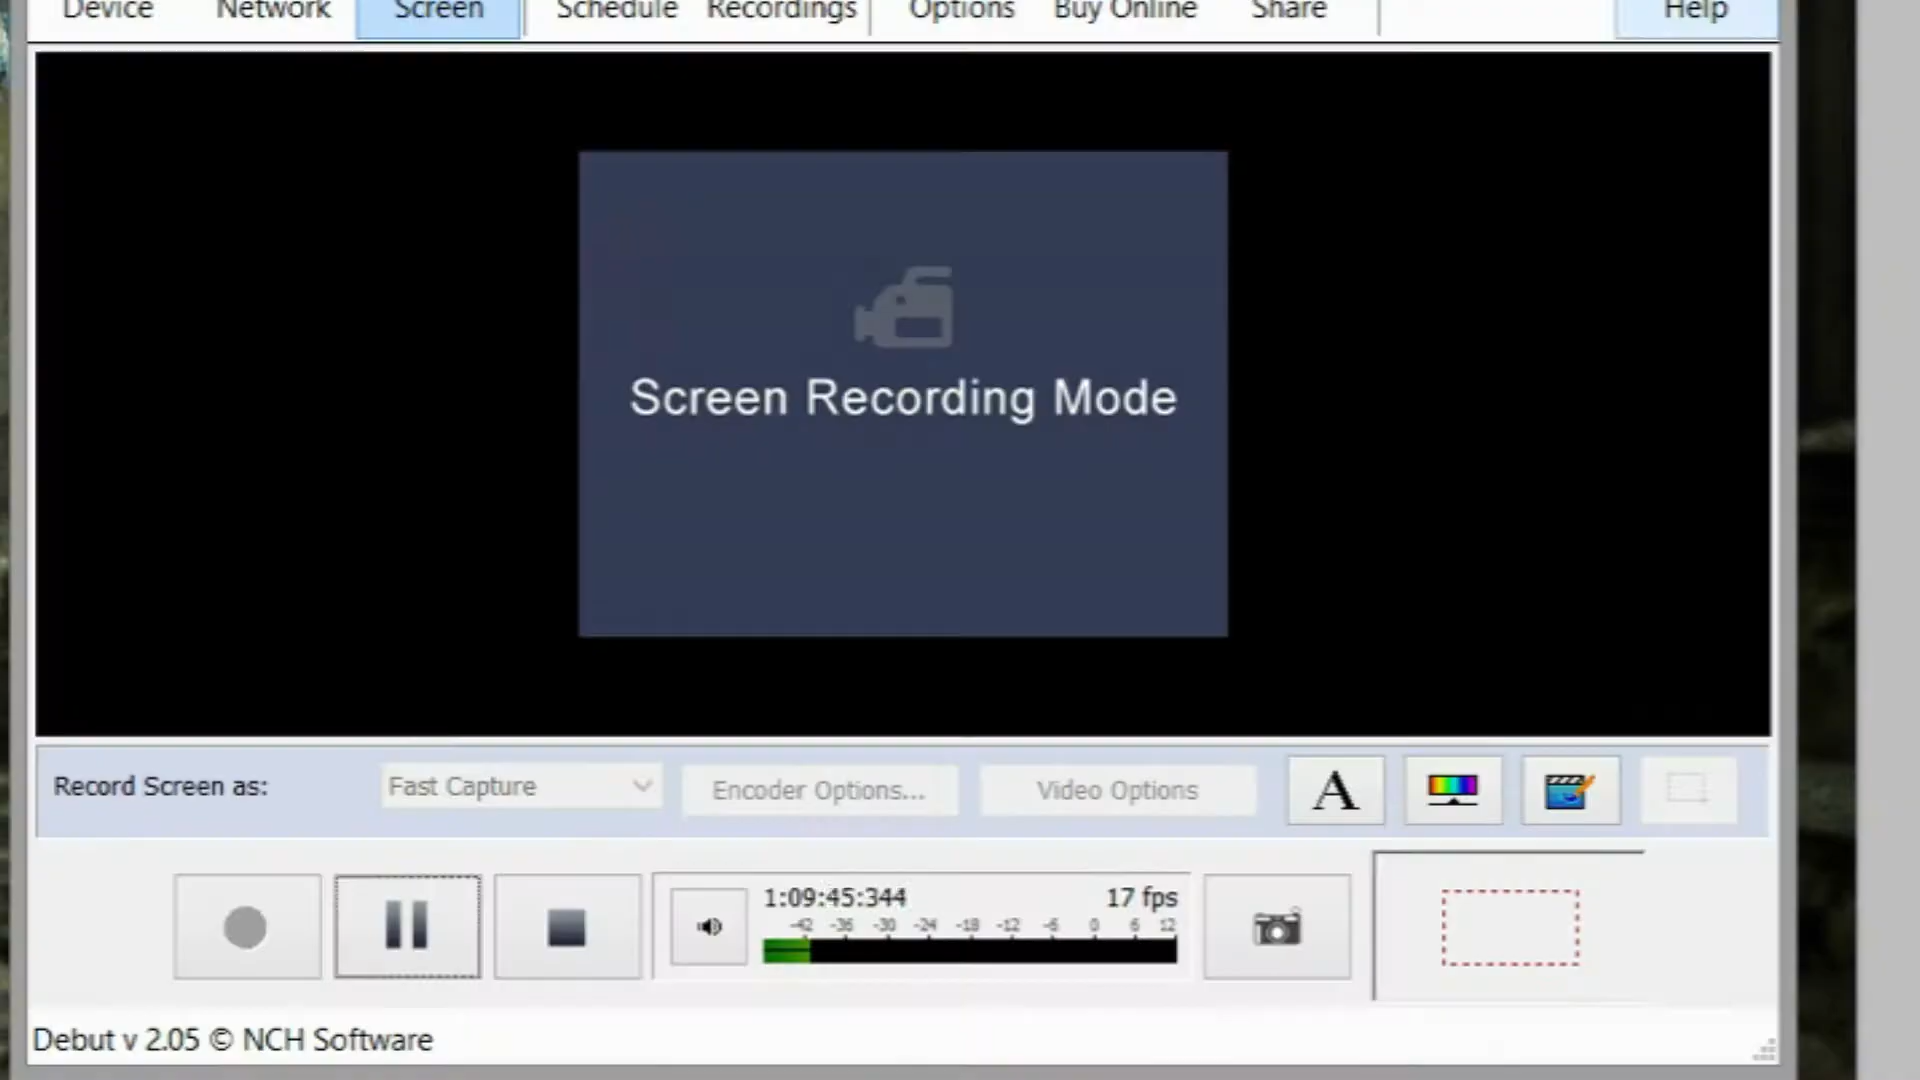 Device Network Screen Schedule Recordings Options Buy Online Share Help
Screen Recording Mode
Record Screen as: Fast Capture Encoder Options... Video Options A
1:09:45:344 17 fps
-42 -36 -30 -24 -18 -12 -6 0 6 12
Debut v 2.05 © NCH Software